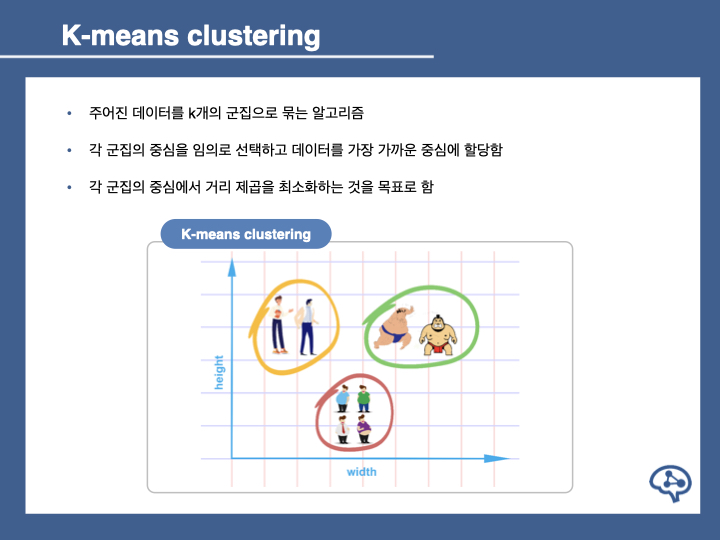 K-means clustering
• 주어진 데이터를 k개의 군집으로 묶는 알고리즘
• 각 군집의 중심을 임의로 선택하고 데이터를 가장 가까운 중심에 할당함
• 각 군집의 중심에서 거리 제곱을 최소화하는 것을 목표로 함
K-means clustering
height
width